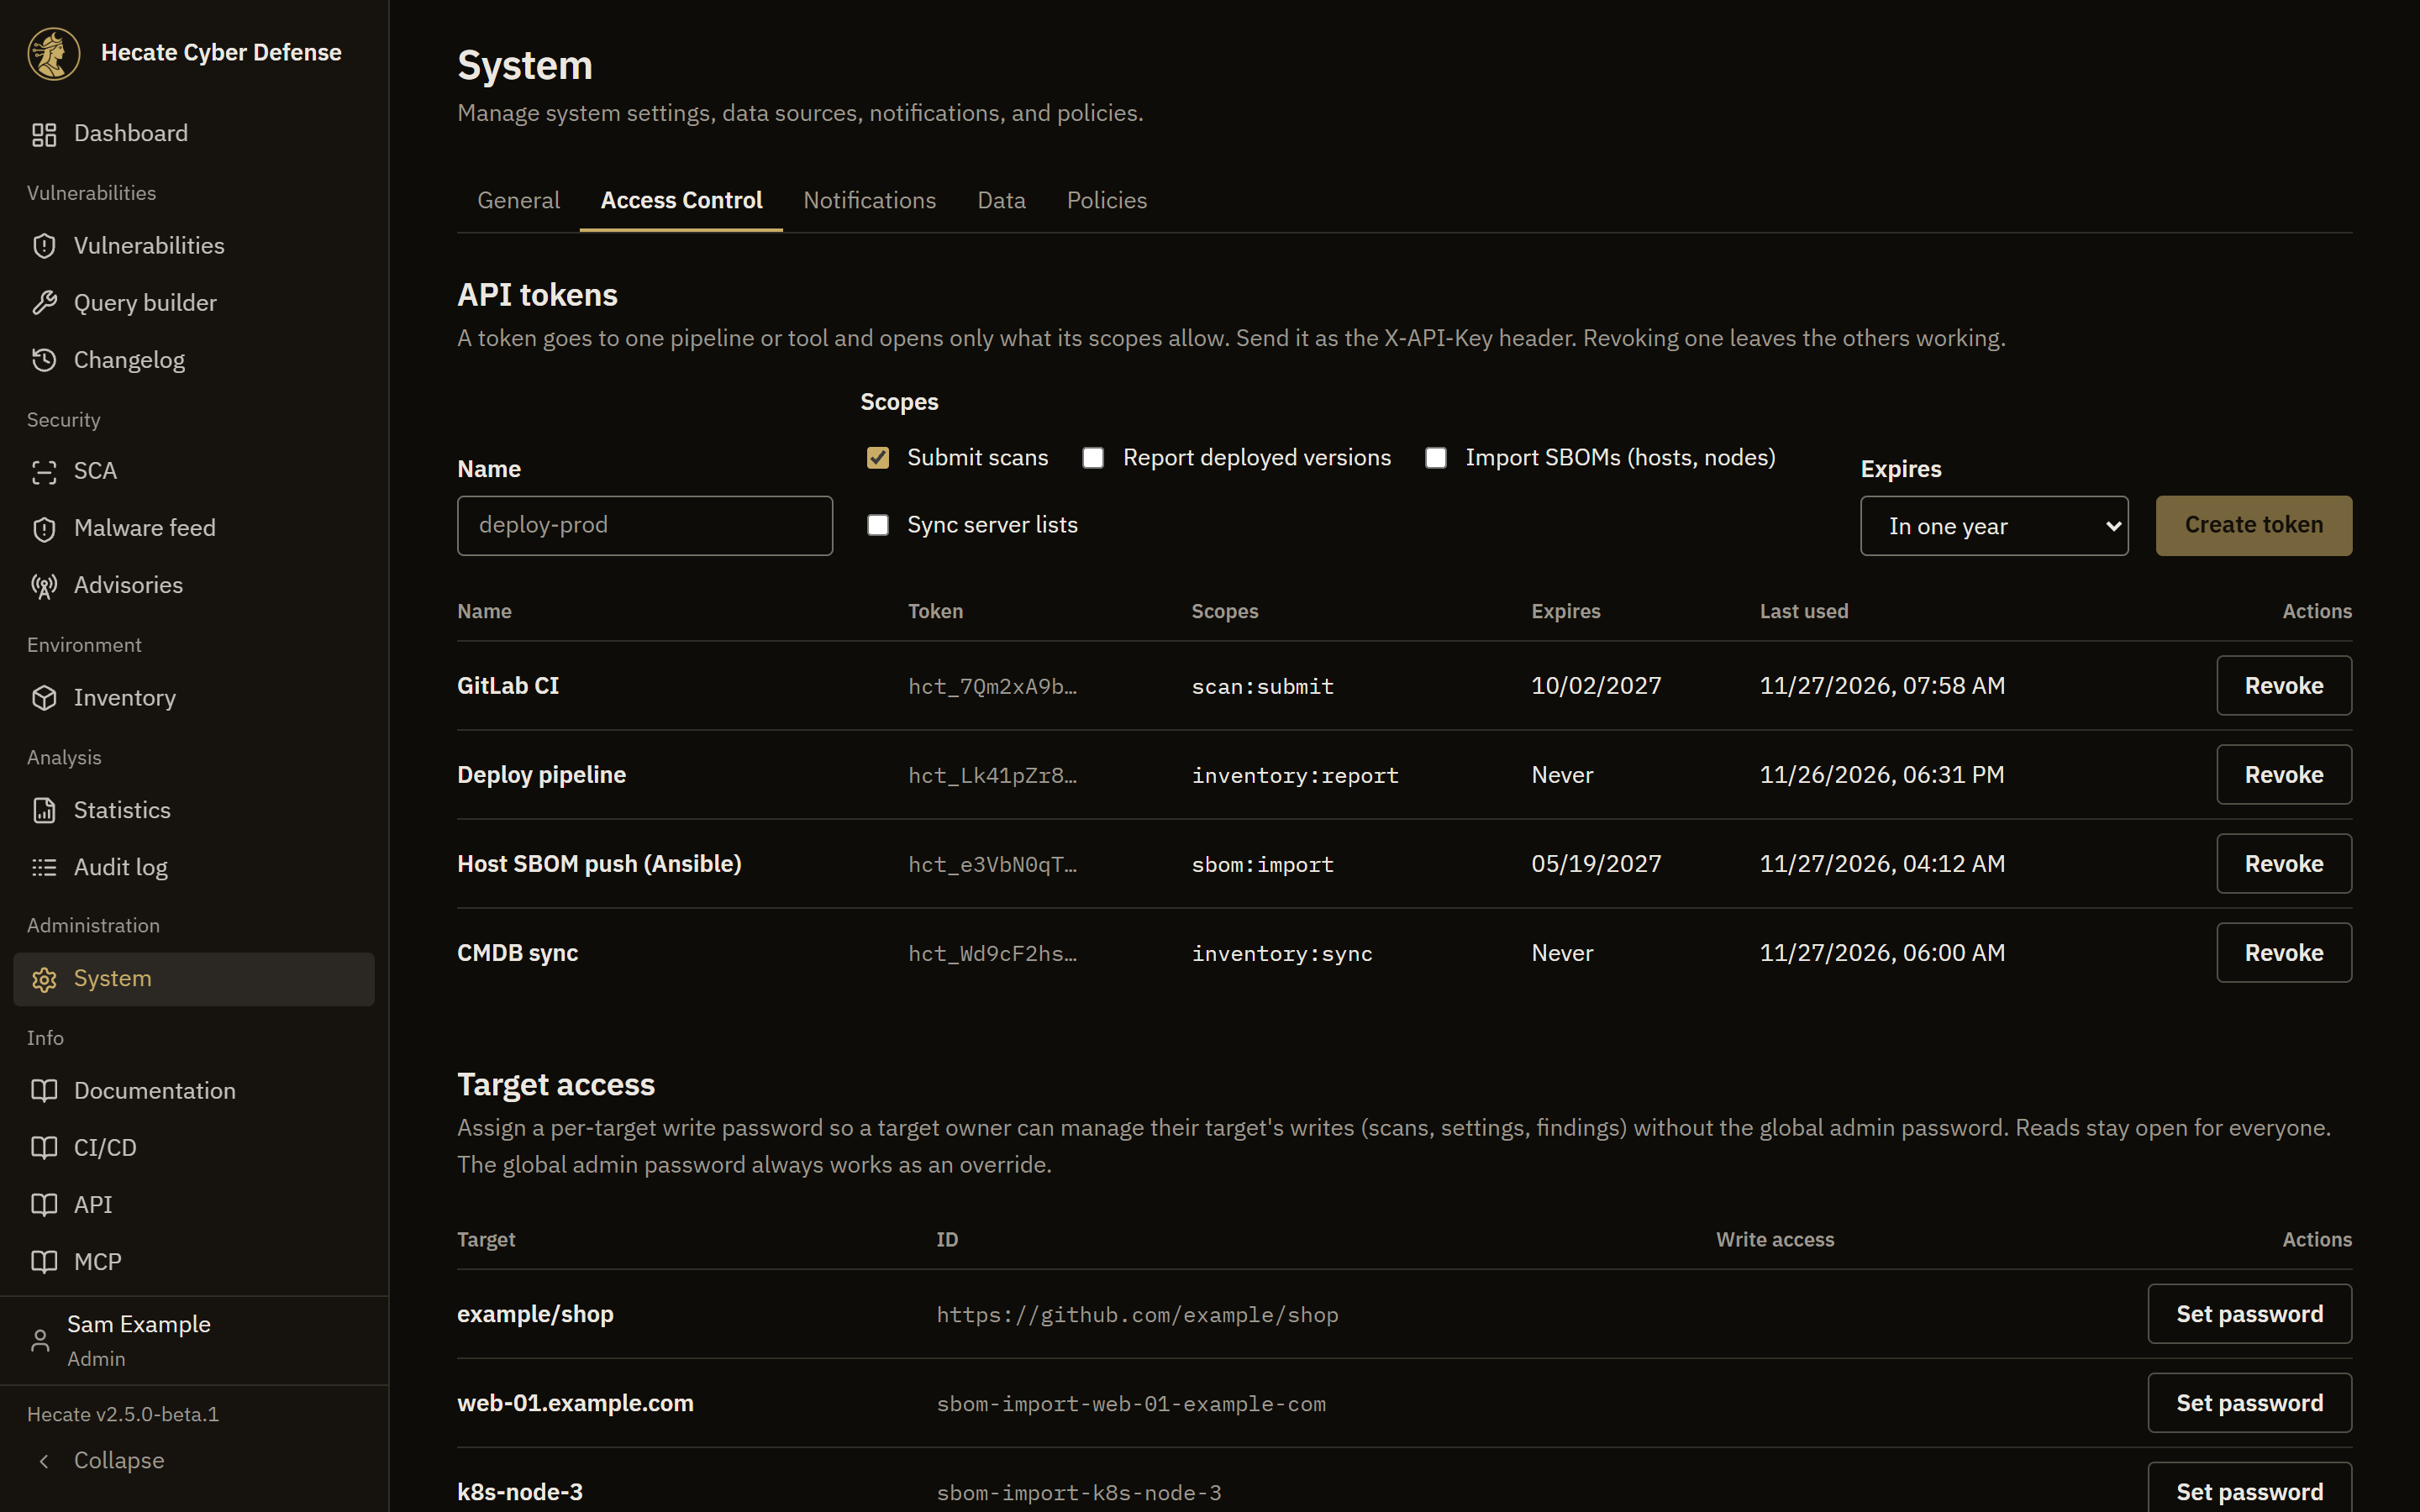 Hecate Cyber Defense
Dashboard
Vulnerabilities
Vulnerabilities
Query builder
Changelog
Security
SCA
Malware feed
Advisories
Environment
Inventory
Analysis
Statistics
Audit log
Administration
System
Info
Documentation
CI/CD
API
MCP
Sam Example
Admin
Hecate v2.5.0-beta.1
Collapse
System
Manage system settings, data sources, notifications, and policies.
General Access Control Notifications Data Policies
API tokens
A token goes to one pipeline or tool and opens only what its scopes allow. Send it as the X-API-Key header. Revoking one leaves the others working.
Name
deploy-prod
Scopes
Submit scans Report deployed versions Import SBOMs (hosts, nodes)
Sync server lists
Expires
In one year
Create token
Name Token Scopes Expires Last used Actions
GitLab CI hct_7Qm2xA9b… scan:submit 10/02/2027 11/27/2026, 07:58 AM Revoke
Deploy pipeline hct_Lk41pZr8… inventory:report Never 11/26/2026, 06:31 PM Revoke
Host SBOM push (Ansible) hct_e3VbN0qT… sbom:import 05/19/2027 11/27/2026, 04:12 AM Revoke
CMDB sync hct_Wd9cF2hs… inventory:sync Never 11/27/2026, 06:00 AM Revoke
Target access
Assign a per-target write password so a target owner can manage their target's writes (scans, settings, findings) without the global admin password. Reads stay open for everyone.
The global admin password always works as an override.
Target ID Write access Actions
example/shop https://github.com/example/shop Set password
web-01.example.com sbom-import-web-01-example-com Set password
k8s-node-3 sbom-import-k8s-node-3 Set password